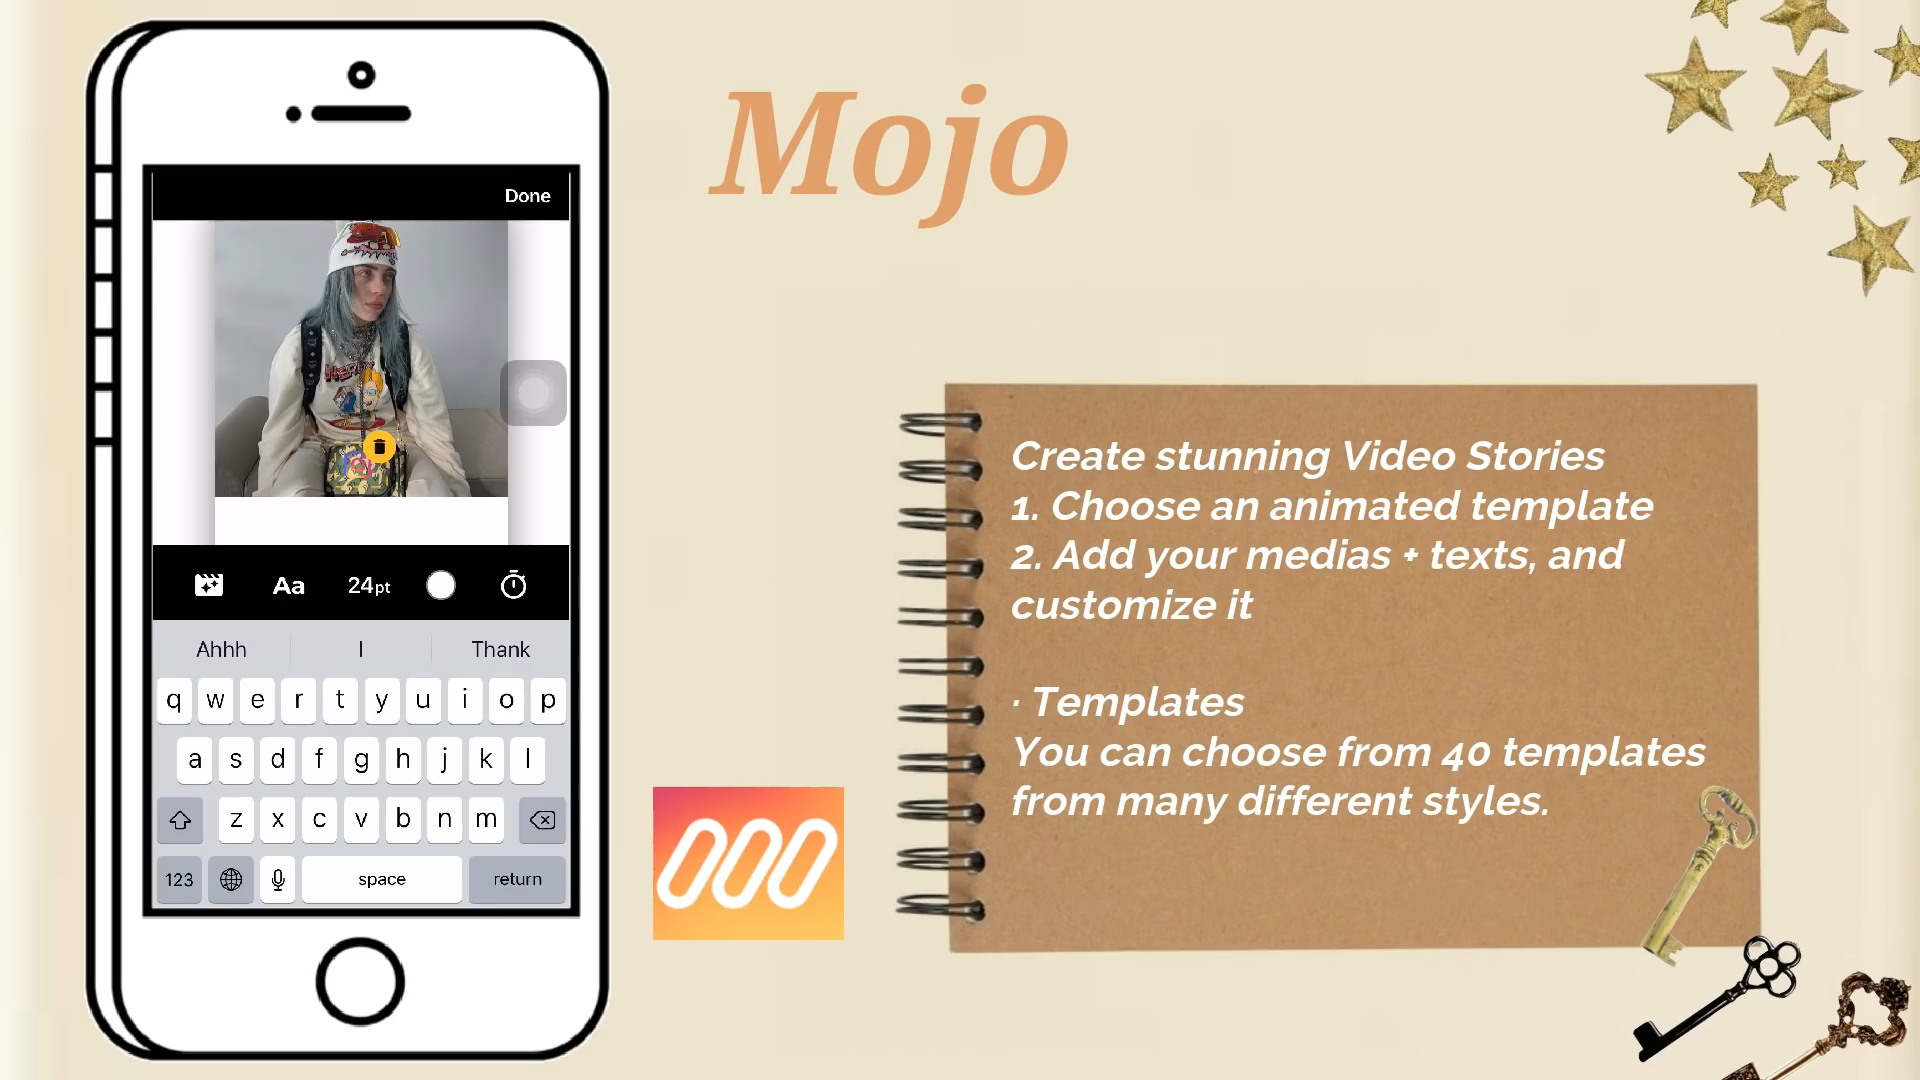 Mojo
Done
24pt
Aa
Ahhh
I
Thank
q w e r t y u i o p
a s d f g h j k l
z x c v b n m
123
space
return
Create stunning Video Stories
1. Choose an animated template
2. Add your medias + texts, and
customize it
· Templates
You can choose from 40 templates
from many different styles.